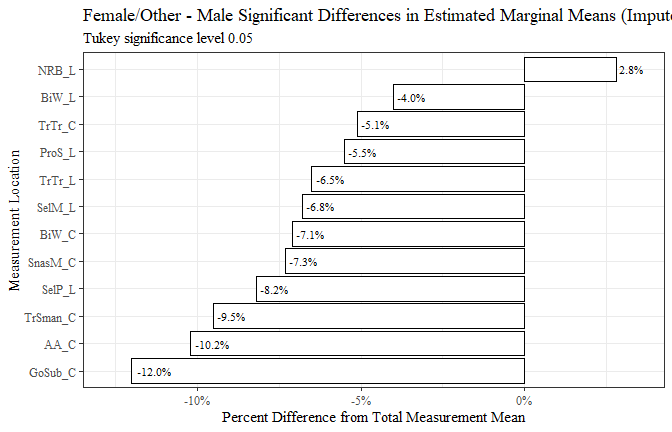 Female/Other - Male Significant Differences in Estimated Marginal Means (Impute
Tukey significance level 0.05
Measurement Location
NRB_L 2.8%
BiW_L -4.0%
TrTr_C -5.1%
ProS_L -5.5%
TrTr_L -6.5%
SelM_L -6.8%
BiW_C -7.1%
SnasM_C -7.3%
SelP_L -8.2%
TrSman_C -9.5%
AA_C -10.2%
GoSub_C -12.0%
-10% -5% 0%
Percent Difference from Total Measurement Mean